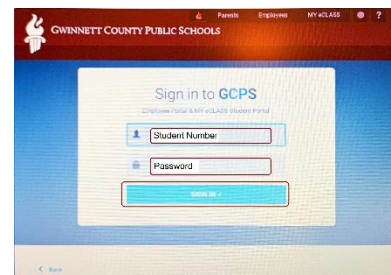 Parents Employees MY eCLASS ?
GWINNETT COUNTY PUBLIC SCHOOLS
Sign in to GCPS
Employee Portal & MY eCLASS Student Portal
Student Number
Password
SIGN IN
Back